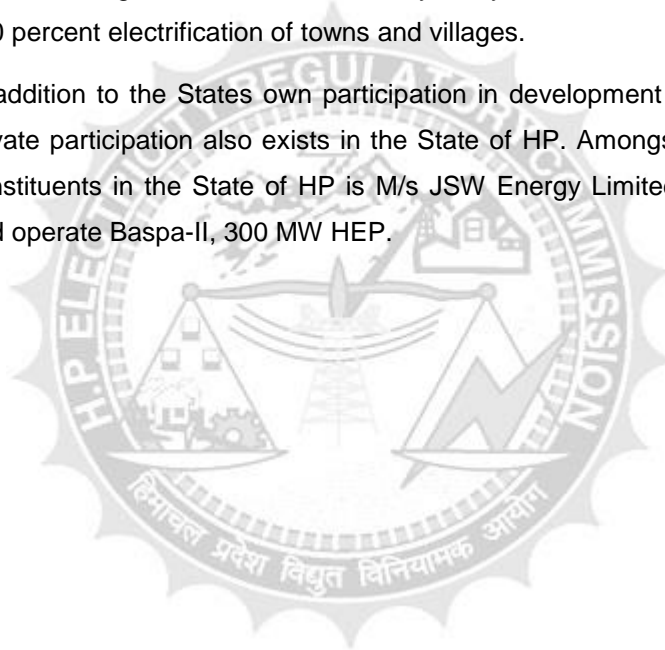 0 percent electrification of towns and villages.
addition to the States own participation in development
vate participation also exists in the State of HP. Amongs
nstituents in the State of HP is M/s JSW Energy Limited
d operate Baspa-II, 300 MW HEP.
H.P. ELECTRICITY REGULATORY COMMISSION
हिमाचल प्रदेश विद्युत विनियामक आयोग